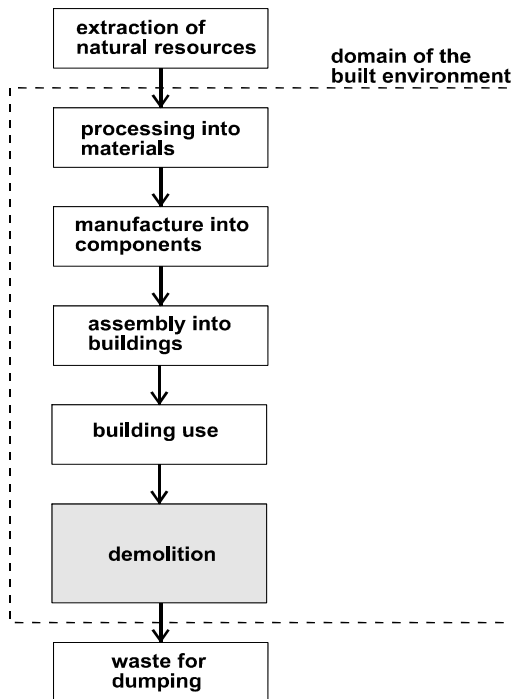 extraction of
natural resources
domain of the
built environment
processing into
materials
manufacture into
components
assembly into
buildings
building use
demolition
waste for
dumping